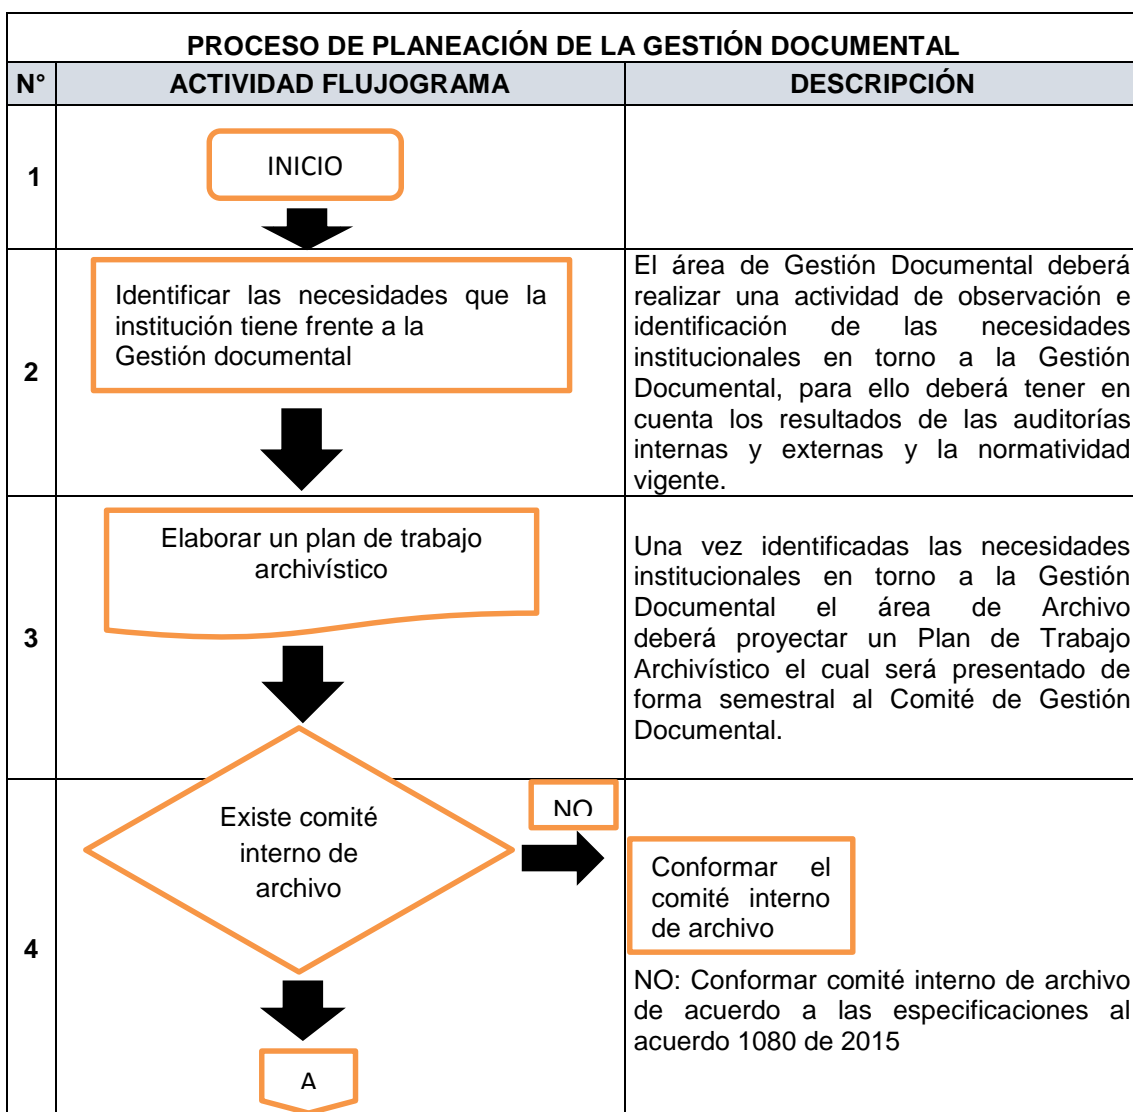 PROCESO DE PLANEACIÓN DE LA GESTIÓN DOCUMENTAL
N° ACTIVIDAD FLUJOGRAMA DESCRIPCIÓN
1
INICIO
2
Identificar las necesidades que la
institución tiene frente a la
Gestión documental
El área de Gestión Documental deberá
realizar una actividad de observación e
identificación de las necesidades
institucionales en torno a la Gestión
Documental, para ello deberá tener en
cuenta los resultados de las auditorías
internas y externas y la normatividad
vigente.
3
Elaborar un plan de trabajo
archivístico
Una vez identificadas las necesidades
institucionales en torno a la Gestión
Documental el área de Archivo
deberá proyectar un Plan de Trabajo
Archivístico el cual será presentado de
forma semestral al Comité de Gestión
Documental.
4
Existe comité
interno de
archivo
NO
Conformar el
comité interno
de archivo
NO: Conformar comité interno de archivo
de acuerdo a las especificaciones al
acuerdo 1080 de 2015
A